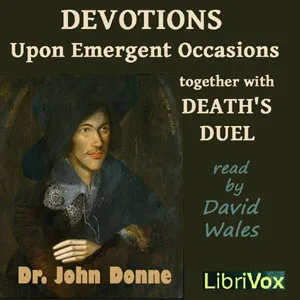 DEVOTIONS
Upon Emergent Occasions
together with
DEATH'S
DUEL
read
by
David
Wales
Dr. John Donne
LibriVox